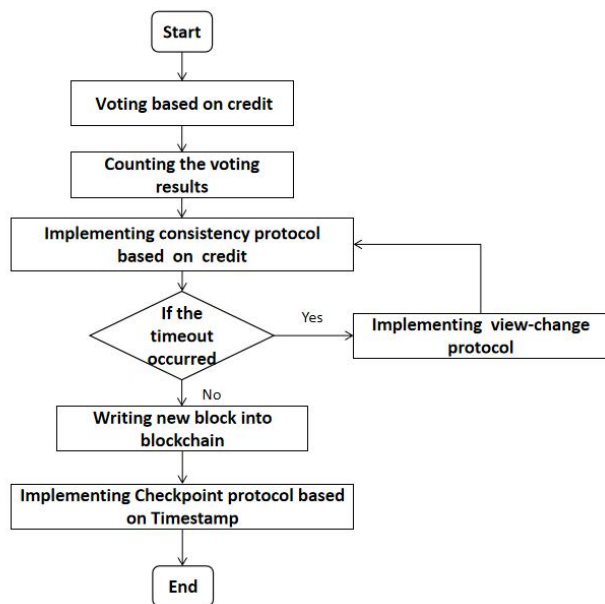 Start
Voting based on credit
Counting the voting
results
Implementing consistency protocol
based on credit
If the
timeout
occurred
Yes
Implementing view-change
protocol
No
Writing new block into
blockchain
Implementing Checkpoint protocol based
on Timestamp
End